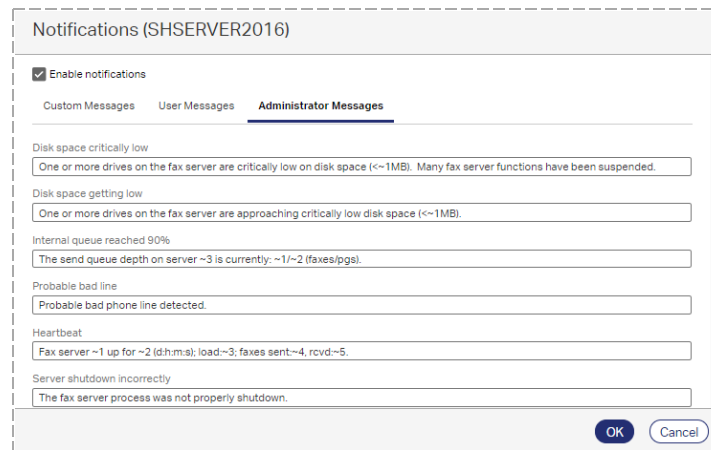 Notifications (SHSERVER2016)
Enable notifications
Custom Messages User Messages Administrator Messages
Disk space critically low
One or more drives on the fax server are critically low on disk space (<~1MB). Many fax server functions have been suspended.
Disk space getting low
One or more drives on the fax server are approaching critically low disk space (<~1MB).
Internal queue reached 90%
The send queue depth on server ~3 is currently: ~1/~2 (faxes/pgs).
Probable bad line
Probable bad phone line detected.
Heartbeat
Fax server ~1 up for ~2 (d:h:m:s); load:~3; faxes sent:~4, rcvd:~5.
Server shutdown incorrectly
The fax server process was not properly shutdown.
OK Cancel